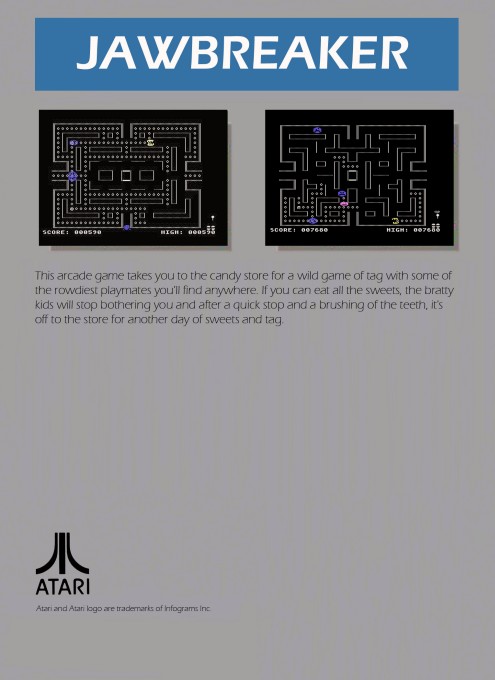 JAWBREAKER
SCORE: 000590 HIGH: 000590
SCORE: 007680 HIGH: 007680
This arcade game takes you to the candy store for a wild game of tag with some of
the rowdiest playmates you'll find anywhere. If you can eat all the sweets, the bratty
kids will stop bothering you and after a quick stop and a brushing of the teeth, it's
off to the store for another day of sweets and tag.
ATARI
Atari and Atari logo are trademarks of Infograms Inc.